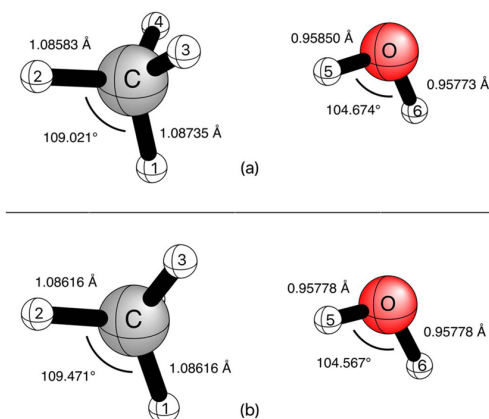 4
1.08583 Å
3
0.95850 Å
O
2
C
5
0.95773 Å
104.674°
6
109.021°
1.08735 Å
1
(a)
3
1.08616 Å
0.95778 Å
O
2
C
5
0.95778 Å
104.567°
6
109.471°
1.08616 Å
1
(b)